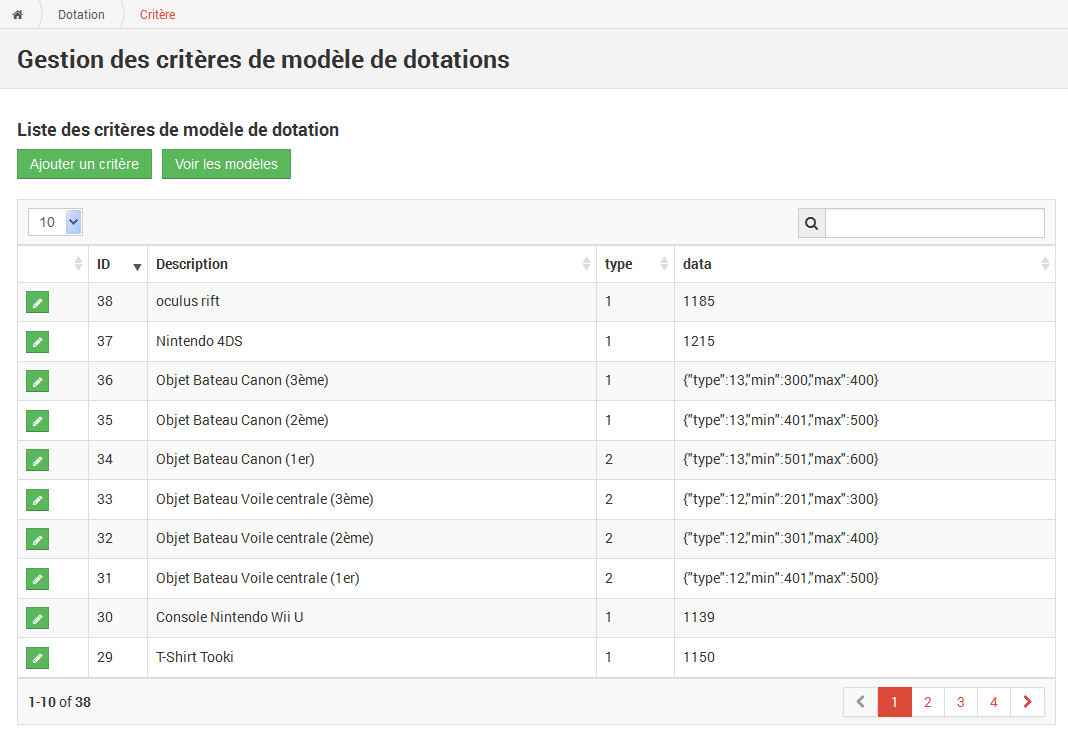 Dotation Critère
Gestion des critères de modèle de dotations
Liste des critères de modèle de dotation
Ajouter un critère Voir les modèles
10
ID Description type data
38 oculus rift 1 1185
37 Nintendo 4DS 1 1215
36 Objet Bateau Canon (3ème) 1 {"type":13,"min":300,"max":400}
35 Objet Bateau Canon (2ème) 1 {"type":13,"min":401,"max":500}
34 Objet Bateau Canon (1er) 2 {"type":13,"min":501,"max":600}
33 Objet Bateau Voile centrale (3ème) 2 {"type":12,"min":201,"max":300}
32 Objet Bateau Voile centrale (2ème) 2 {"type":12,"min":301,"max":400}
31 Objet Bateau Voile centrale (1er) 2 {"type":12,"min":401,"max":500}
30 Console Nintendo Wii U 1 1139
29 T-Shirt Tooki 1 1150
1-10 of 38 1 2 3 4